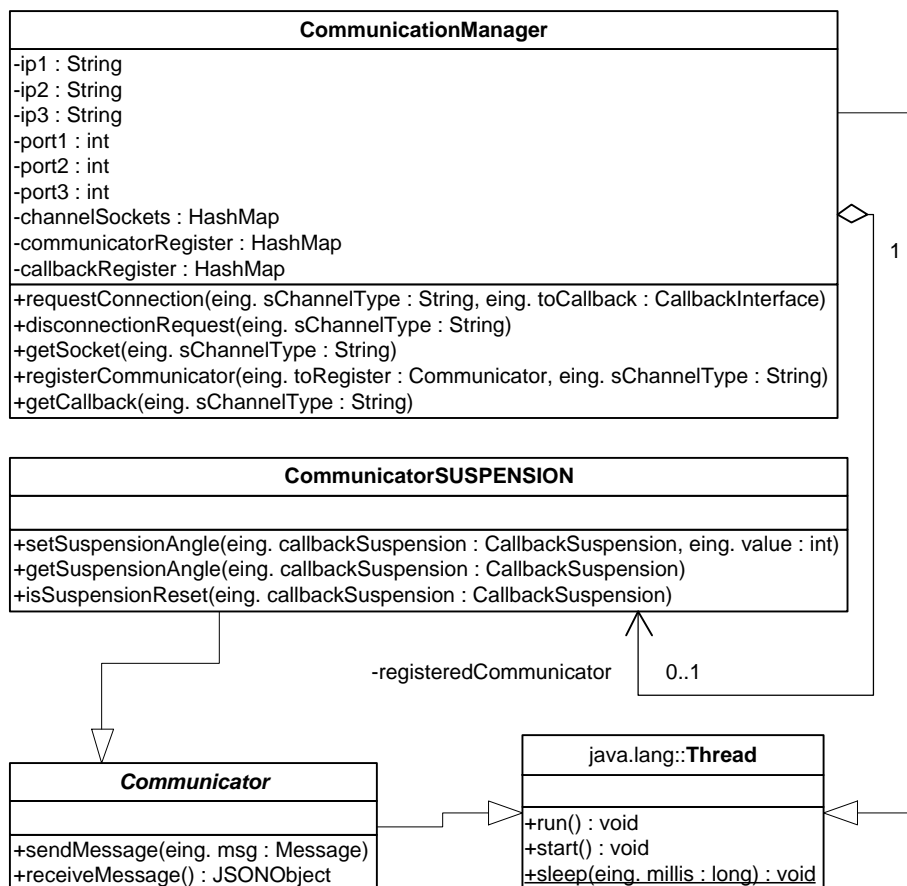 CommunicationManager
-ip1 : String
-ip2 : String
-ip3 : String
-port1 : int
-port2 : int
-port3 : int
-channelSockets : HashMap
-communicatorRegister : HashMap
-callbackRegister : HashMap
+requestConnection(eing. sChannelType : String, eing. toCallback : CallbackInterface)
+disconnectionRequest(eing. sChannelType : String)
+getSocket(eing. sChannelType : String)
+registerCommunicator(eing. toRegister : Communicator, eing. sChannelType : String)
+getCallback(eing. sChannelType : String)
1
CommunicatorSUSPENSION
+setSuspensionAngle(eing. callbackSuspension : CallbackSuspension, eing. value : int)
+getSuspensionAngle(eing. callbackSuspension : CallbackSuspension)
+isSuspensionReset(eing. callbackSuspension : CallbackSuspension)
-registeredCommunicator
0..1
Communicator
+sendMessage(eing. msg : Message)
+receiveMessage() : JSONObject
java.lang::Thread
+run() : void
+start() : void
+sleep(eing. millis : long) : void